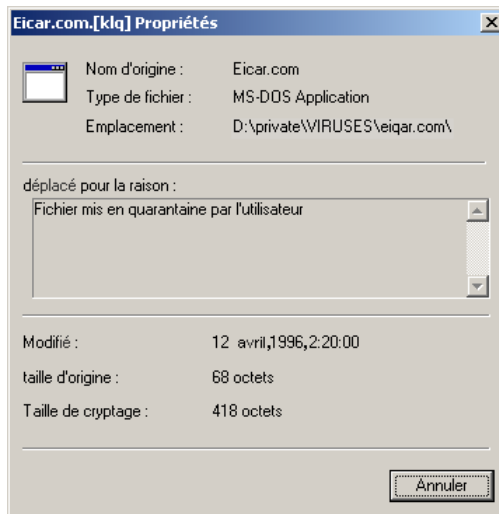 Eicar.com.[klq] Propriétés
Nom d'origine : Eicar.com
Type de fichier : MS-DOS Application
Emplacement : D:\private\VIRUSES\eiqar.com\
déplacé pour la raison :
Fichier mis en quarantaine par l'utilisateur
Modifié : 12 avril,1996,2:20:00
taille d'origine : 68 octets
Taille de cryptage : 418 octets
Annuler